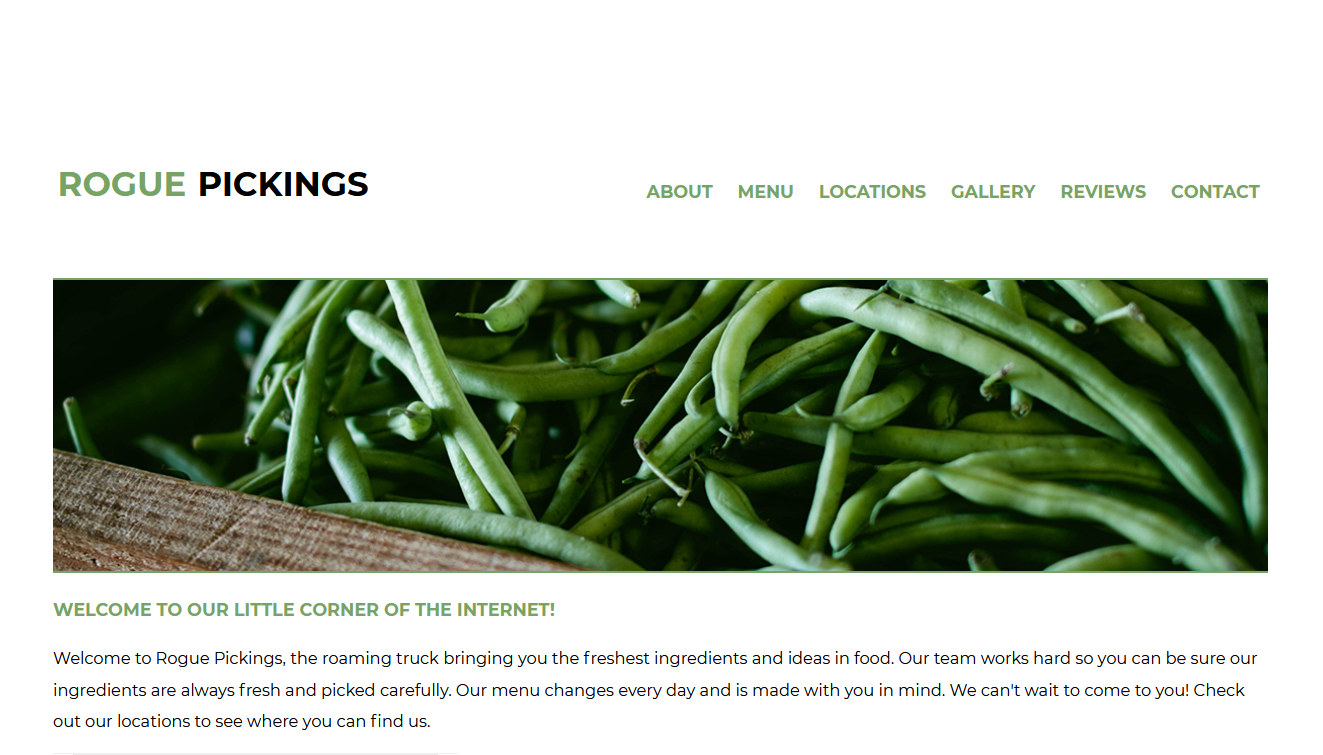 ROGUE PICKINGS
ABOUT MENU LOCATIONS GALLERY REVIEWS CONTACT
WELCOME TO OUR LITTLE CORNER OF THE INTERNET!
Welcome to Rogue Pickings, the roaming truck bringing you the freshest ingredients and ideas in food. Our team works hard so you can be sure our
ingredients are always fresh and picked carefully. Our menu changes every day and is made with you in mind. We can't wait to come to you! Check
out our locations to see where you can find us.